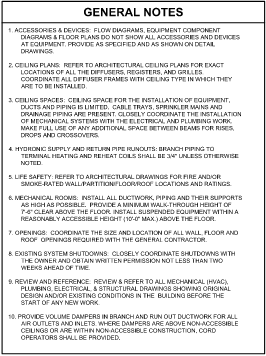 GENERAL NOTES
1. ACCESSORIES & DEVICES: FLOW DIAGRAMS, EQUIPMENT COMPONENT
DIAGRAMS & FLOOR PLANS DO NOT SHOW ALL ACCESSORIES AND DEVICES
AT EQUIPMENT. PROVIDE AS SPECIFIED AND AS SHOWN ON DETAIL
DRAWINGS.
2. CEILING PLANS: REFER TO ARCHITECTURAL CEILING PLANS FOR EXACT
LOCATIONS OF ALL THE DIFFUSERS, REGISTERS, AND GRILLES.
COORDINATE ALL DIFFUSER FRAMES WITH CEILING TYPE IN WHICH THEY
ARE TO BE INSTALLED.
3. CEILING SPACES: CEILING SPACE FOR THE INSTALLATION OF EQUIPMENT,
DUCTS AND PIPING IS LIMITED. CABLE TRAYS, SPRINKLER MAINS AND
DRAINAGE PIPING ARE PRESENT. CLOSELY COORDINATE THE INSTALLATION
OF MECHANICAL SYSTEMS WITH THE ELECTRICAL AND PLUMBING WORK.
MAKE FULL USE OF ANY ADDITIONAL SPACE BETWEEN BEAMS FOR RISES,
DROPS AND CROSSOVERS.
4. HYDRONIC SUPPLY AND RETURN PIPE RUNOUTS: BRANCH PIPING TO
TERMINAL HEATING AND REHEAT COILS SHALL BE 3/4" UNLESS OTHERWISE
NOTED.
5. LIFE SAFETY: REFER TO ARCHITECTURAL DRAWINGS FOR FIRE AND/OR
SMOKE-RATED WALL/PARTITION/FLOOR/ROOF LOCATIONS AND RATINGS.
6. MECHANICAL ROOMS: INSTALL ALL DUCTWORK, PIPING AND THEIR SUPPORTS
AS HIGH AS POSSIBLE. PROVIDE A MINIMUM WALK-THROUGH HEIGHT OF
7'-6" CLEAR ABOVE THE FLOOR. INSTALL SUSPENDED EQUIPMENT WITHIN A
REASONABLY ACCESSIBLE HEIGHT (10'-0" MAX.) ABOVE THE FLOOR.
7. OPENINGS: COORDINATE THE SIZE AND LOCATION OF ALL WALL, FLOOR AND
ROOF OPENINGS REQUIRED WITH THE GENERAL CONTRACTOR.
8. EXISTING SYSTEM SHUTDOWNS: CLOSELY COORDINATE SHUTDOWNS WITH
THE OWNER AND OBTAIN WRITTEN PERMISSION NOT LESS THAN TWO
WEEKS AHEAD OF TIME.
9. REVIEW AND REFERENCE: REVIEW & REFER TO ALL MECHANICAL (HVAC),
PLUMBING, ELECTRICAL, & STRUCTURAL DRAWINGS SHOWING ORIGINAL
DESIGN AND/OR EXISTING CONDITIONS IN THE BUILDING BEFORE THE
START OF ANY NEW WORK.
10. PROVIDE VOLUME DAMPERS IN BRANCH AND RUN OUT DUCTWORK FOR ALL
AIR OUTLETS AND INLETS. WHERE DAMPERS ARE ABOVE NON-ACCESSIBLE
CEILINGS OR ARE WITHIN NON-ACCESSIBLE CONSTRUCTION, CORD
OPERATORS SHALL BE PROVIDED.